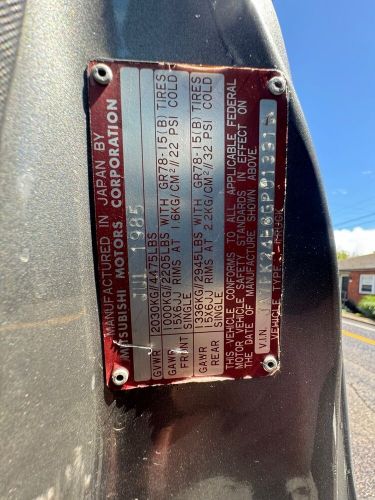 MANUFACTURED IN JAPAN BY
MITSUBISHI MOTORS CORPORATION
JUL 1985
GVWR 2030KG/4475LBS
GAWR 1000KG/2205LBS WITH GR78-15(B) TIRES
FRONT 15X6JJ RIMS AT 1.6KG/CM²/22 PSI COLD
SINGLE
GAWR 1336KG/2945LBS WITH GR78-15(B) TIRES
REAR 15X6JJ RIMS AT 2.2KG/CM²/32 PSI COLD
SINGLE
THIS VEHICLE CONFORMS TO ALL APPLICABLE FEDERAL
MOTOR VEHICLE SAFETY STANDARDS IN EFFECT ON
THE DATE OF MANUFACTURE SHOWN ABOVE.
V.I.N.
VEHICLE TYPE: TRUCK